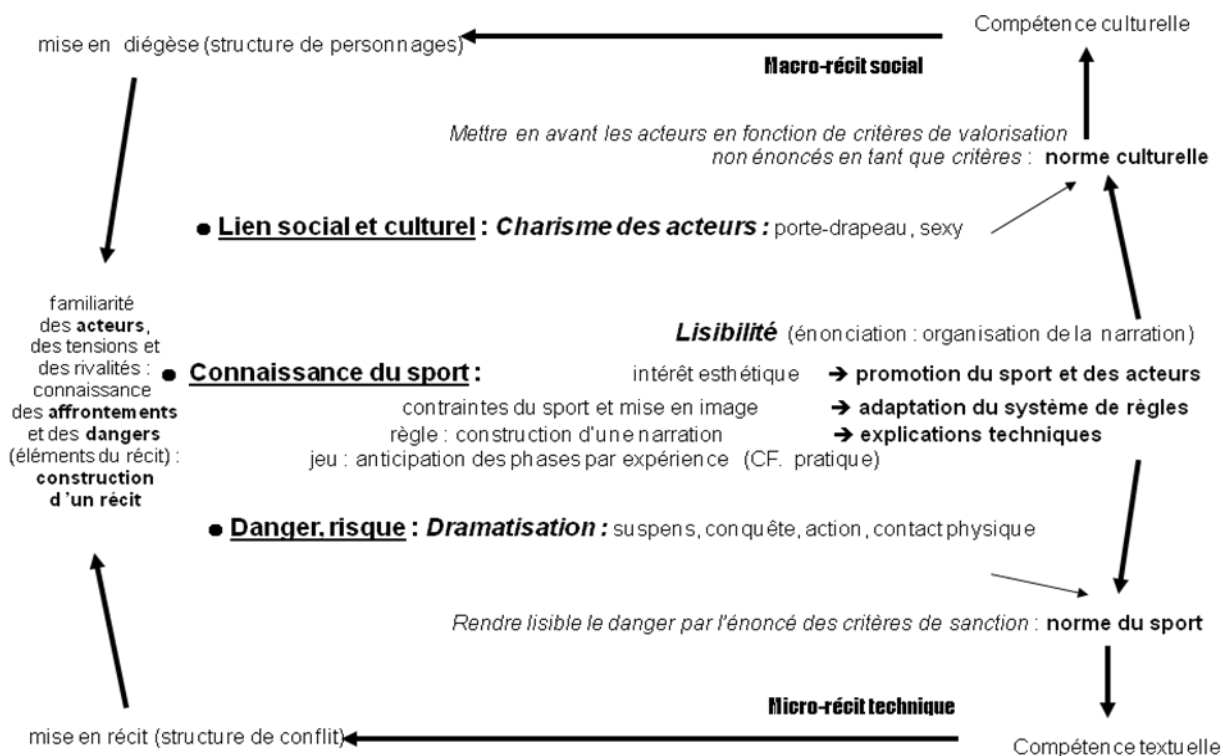 Compétence culturelle
mise en diégèse (structure de personnages)
Macro-récit social
Mettre en avant les acteurs en fonction de critères de valorisation
non énoncés en tant que critères : norme culturelle
● Lien social et culturel : Charisme des acteurs : porte-drapeau, sexy
familiarité
des acteurs,
des tensions et
des rivalités :
connaissance
des affrontements
et des dangers
(éléments du récit) :
construction
d'un récit
Lisibilité (énonciation : organisation de la narration)
● Connaissance du sport : intérêt esthétique → promotion du sport et des acteurs
contraintes du sport et mise en image → adaptation du système de règles
règle : construction d'une narration → explications techniques
jeu : anticipation des phases par expérience (CF. pratique)
● Danger, risque : Dramatisation : suspens, conquête, action, contact physique
Rendre lisible le danger par l'énoncé des critères de sanction : norme du sport
Micro-récit technique
mise en récit (structure de conflit)
Compétence textuelle